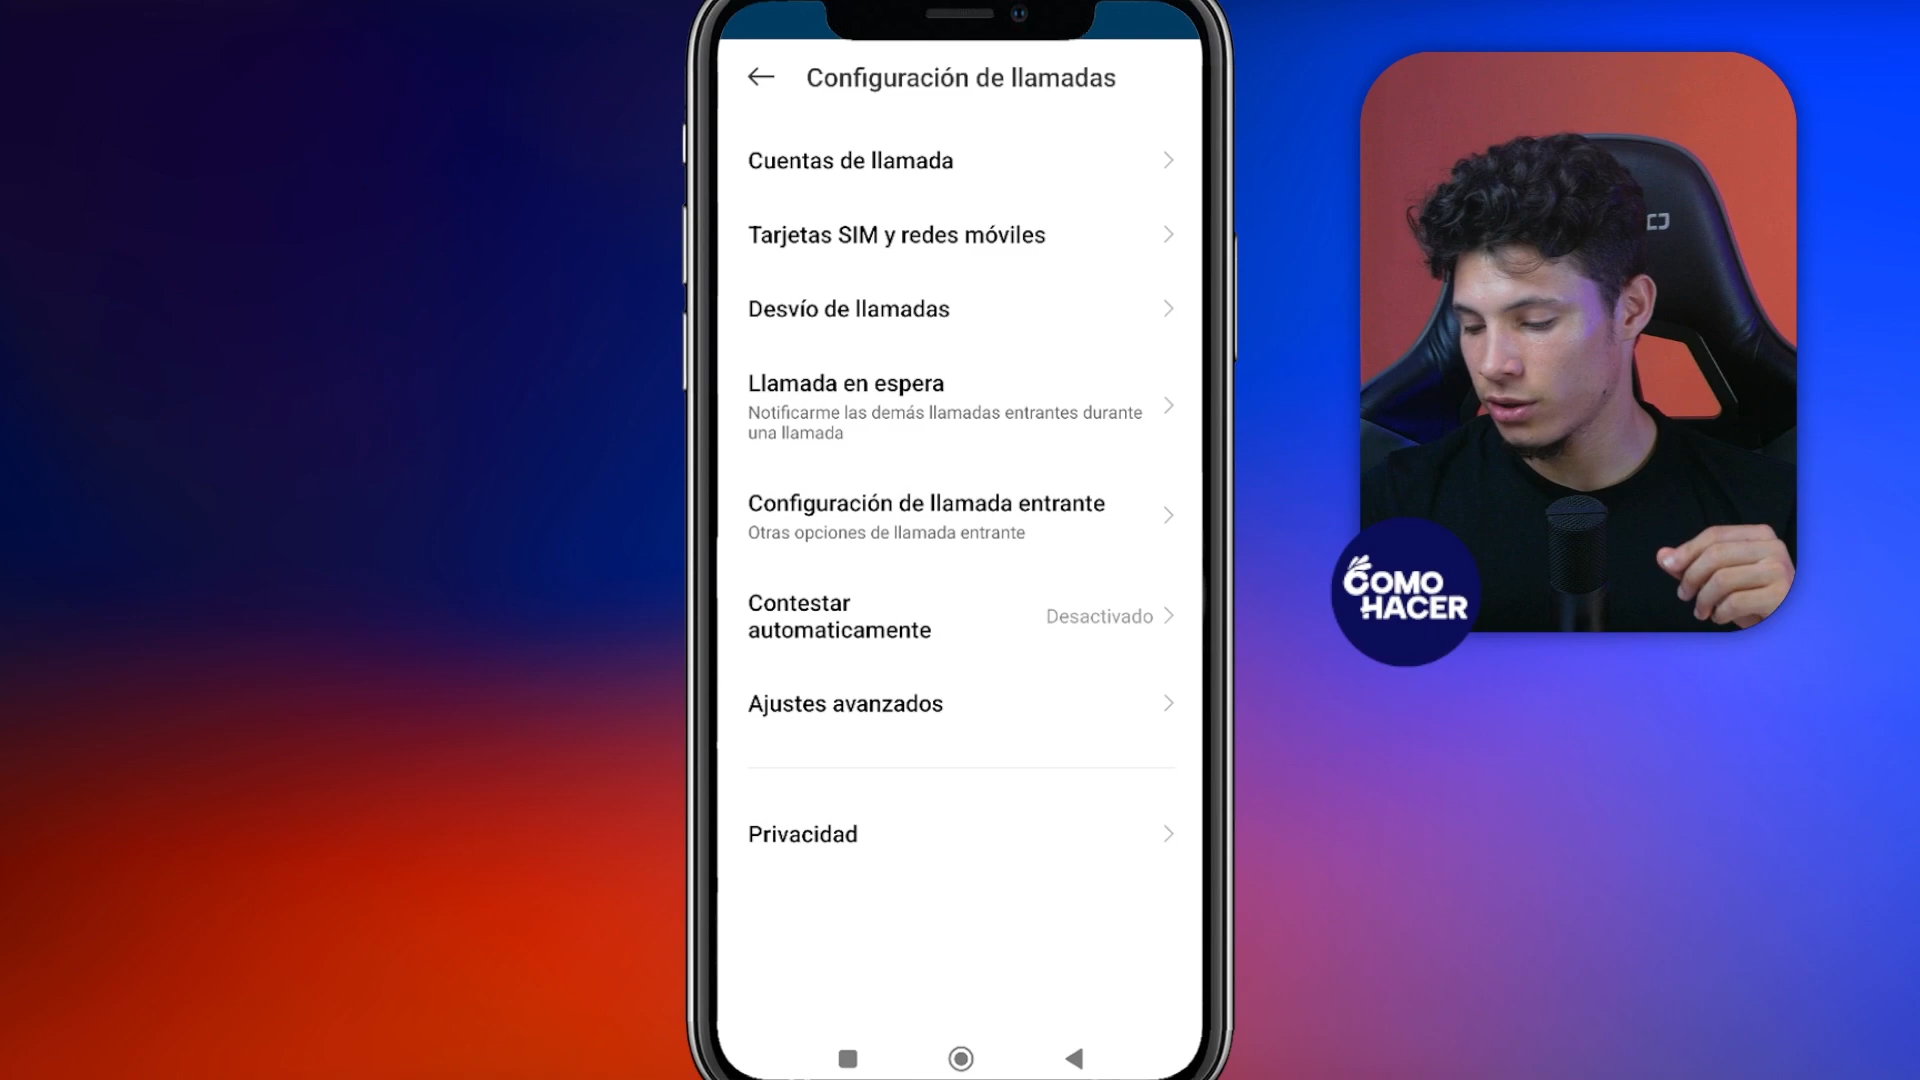 Configuración de llamadas
Cuentas de llamada
Tarjetas SIM y redes móviles
Desvío de llamadas
Llamada en espera
Notificarme las demás llamadas entrantes durante
una llamada
Configuración de llamada entrante
Otras opciones de llamada entrante
Contestar
automaticamente
Desactivado
Ajustes avanzados
Privacidad
COMO
HACER